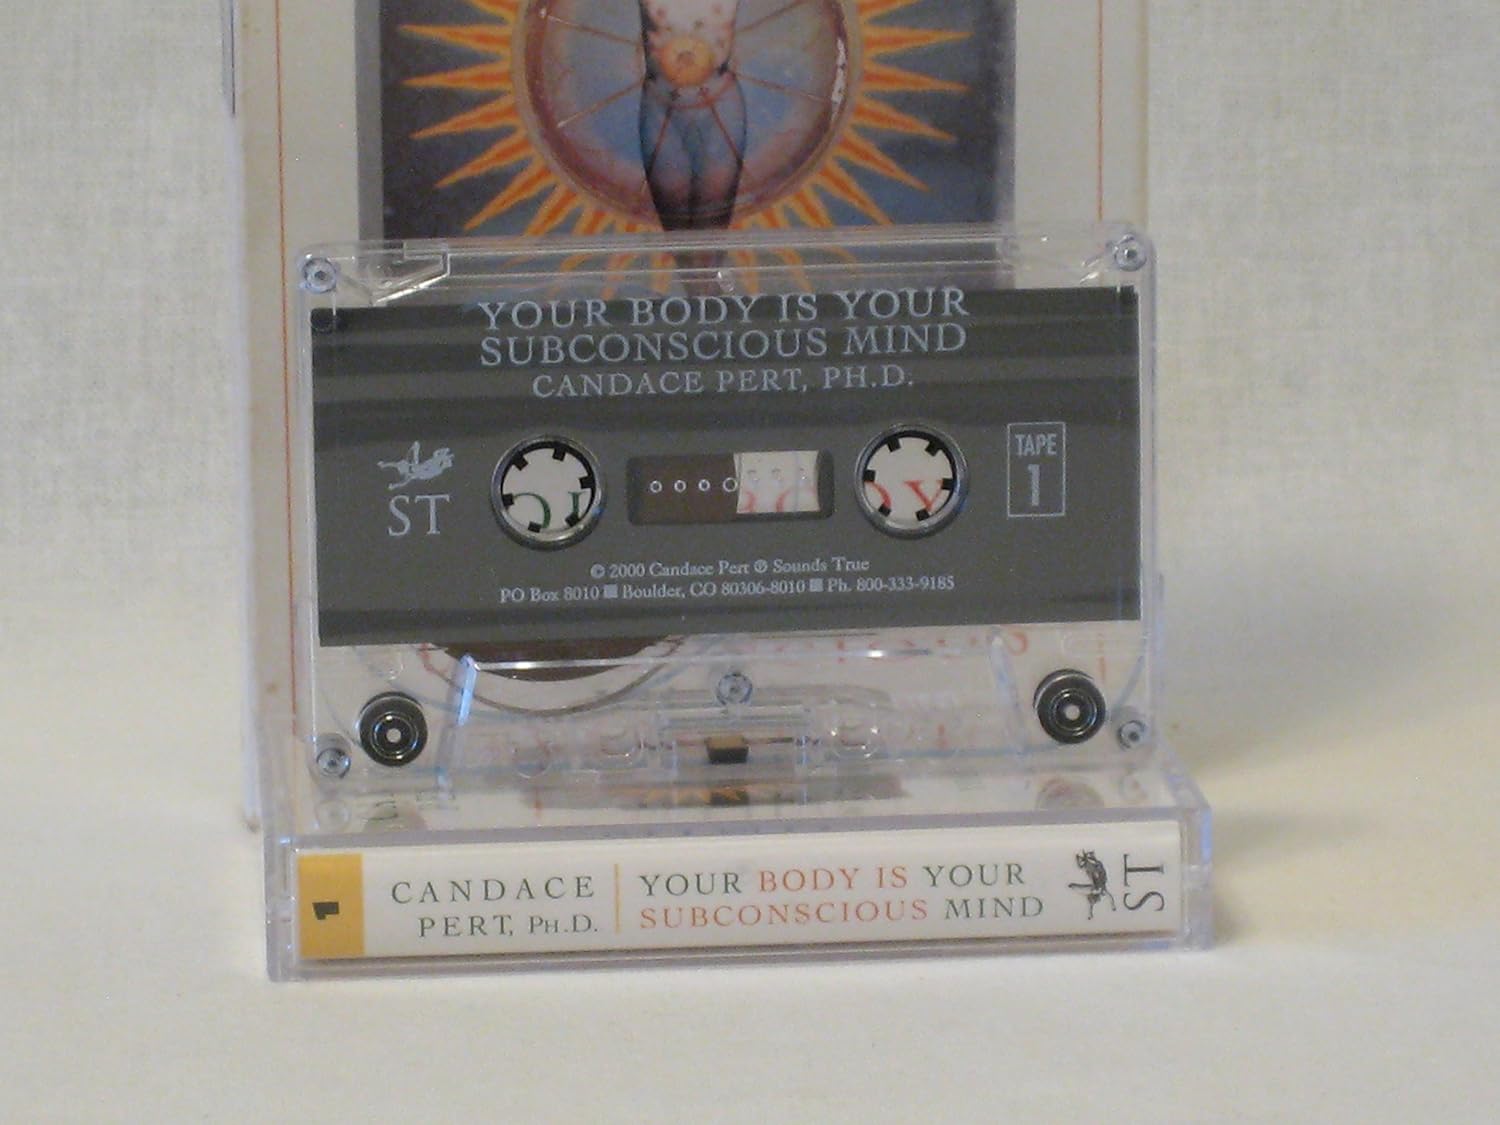 YOUR BODY IS YOUR
SUBCONSCIOUS MIND
CANDACE PERT, PH.D.
ST
TAPE
1
© 2000 Candace Pert ℗ Sounds True
PO Box 8010 ■ Boulder, CO 80306-8010 ■ Ph. 800-333-9185
1
CANDACE
PERT, PH.D.
YOUR BODY IS YOUR
SUBCONSCIOUS MIND
ST